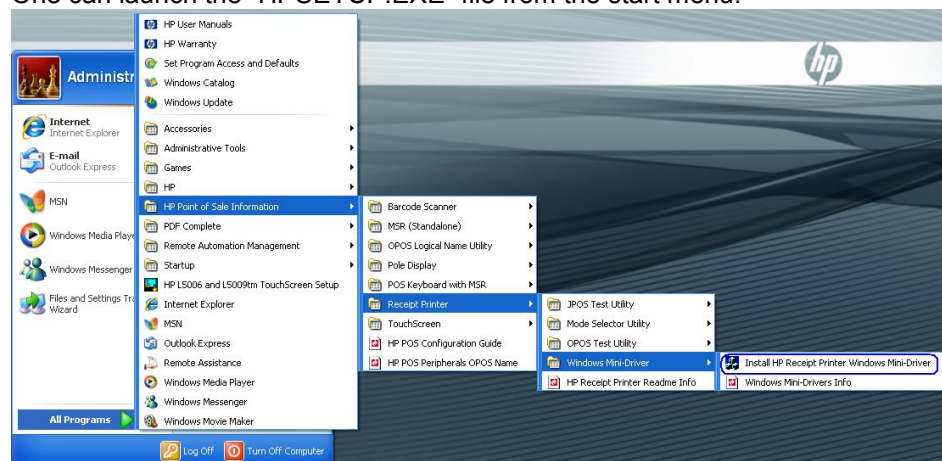 One can launch the "HP SETUP.EXE" file from the start menu.
hp
Administr
Internet
Internet Explorer
E-mail
Outlook Express
MSN
Windows Media Playe
Windows Messenger
Files and Settings Tra
Wizard
All Programs
Log Off
Turn Off Computer
HP User Manuals
HP Warranty
Set Program Access and Defaults
Windows Catalog
Windows Update
Accessories
Administrative Tools
Games
HP
HP Point of Sale Information
PDF Complete
Remote Automation Management
Startup
HP L5006 and L5009tm TouchScreen Setup
Internet Explorer
MSN
Outlook Express
Remote Assistance
Windows Media Player
Windows Messenger
Windows Movie Maker
Barcode Scanner
MSR (Standalone)
OPOS Logical Name Utility
Pole Display
POS Keyboard with MSR
Receipt Printer
TouchScreen
HP POS Configuration Guide
HP POS Peripherals OPOS Name
JPOS Test Utility
Mode Selector Utility
OPOS Test Utility
Windows Mini-Driver
HP Receipt Printer Readme Info
Install HP Receipt Printer Windows Mini-Driver
Windows Mini-Drivers Info